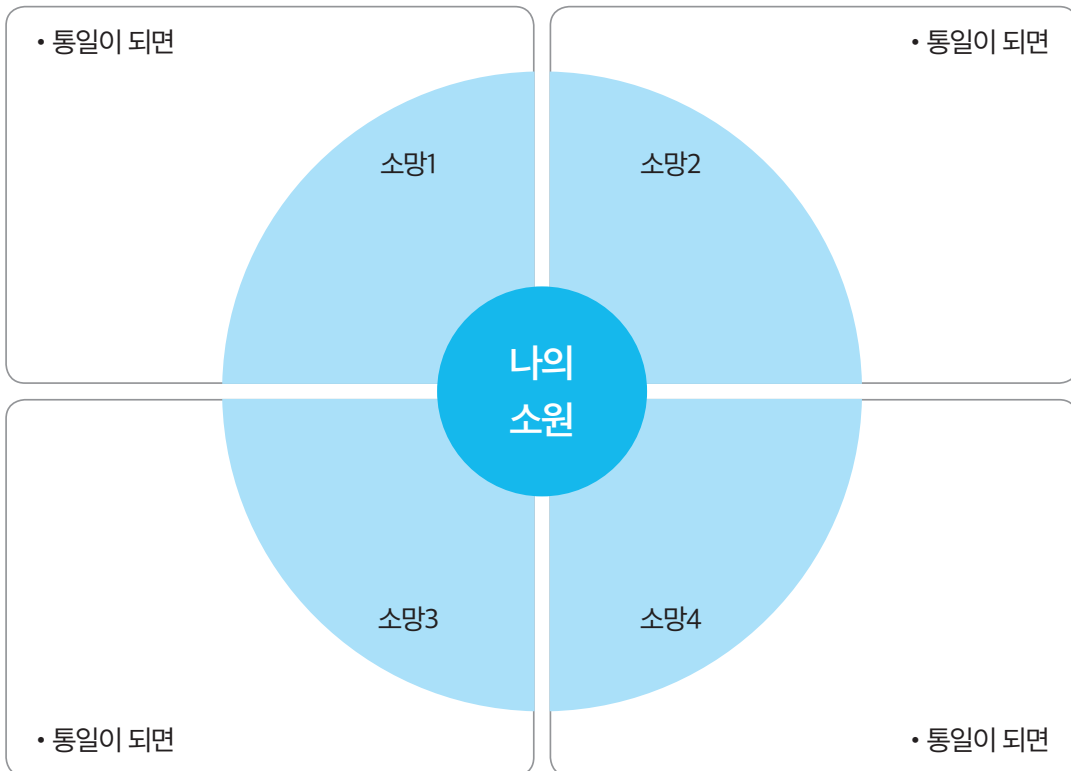 • 통일이 되면
• 통일이 되면
소망1
소망2
나의
소원
소망3
소망4
• 통일이 되면
• 통일이 되면